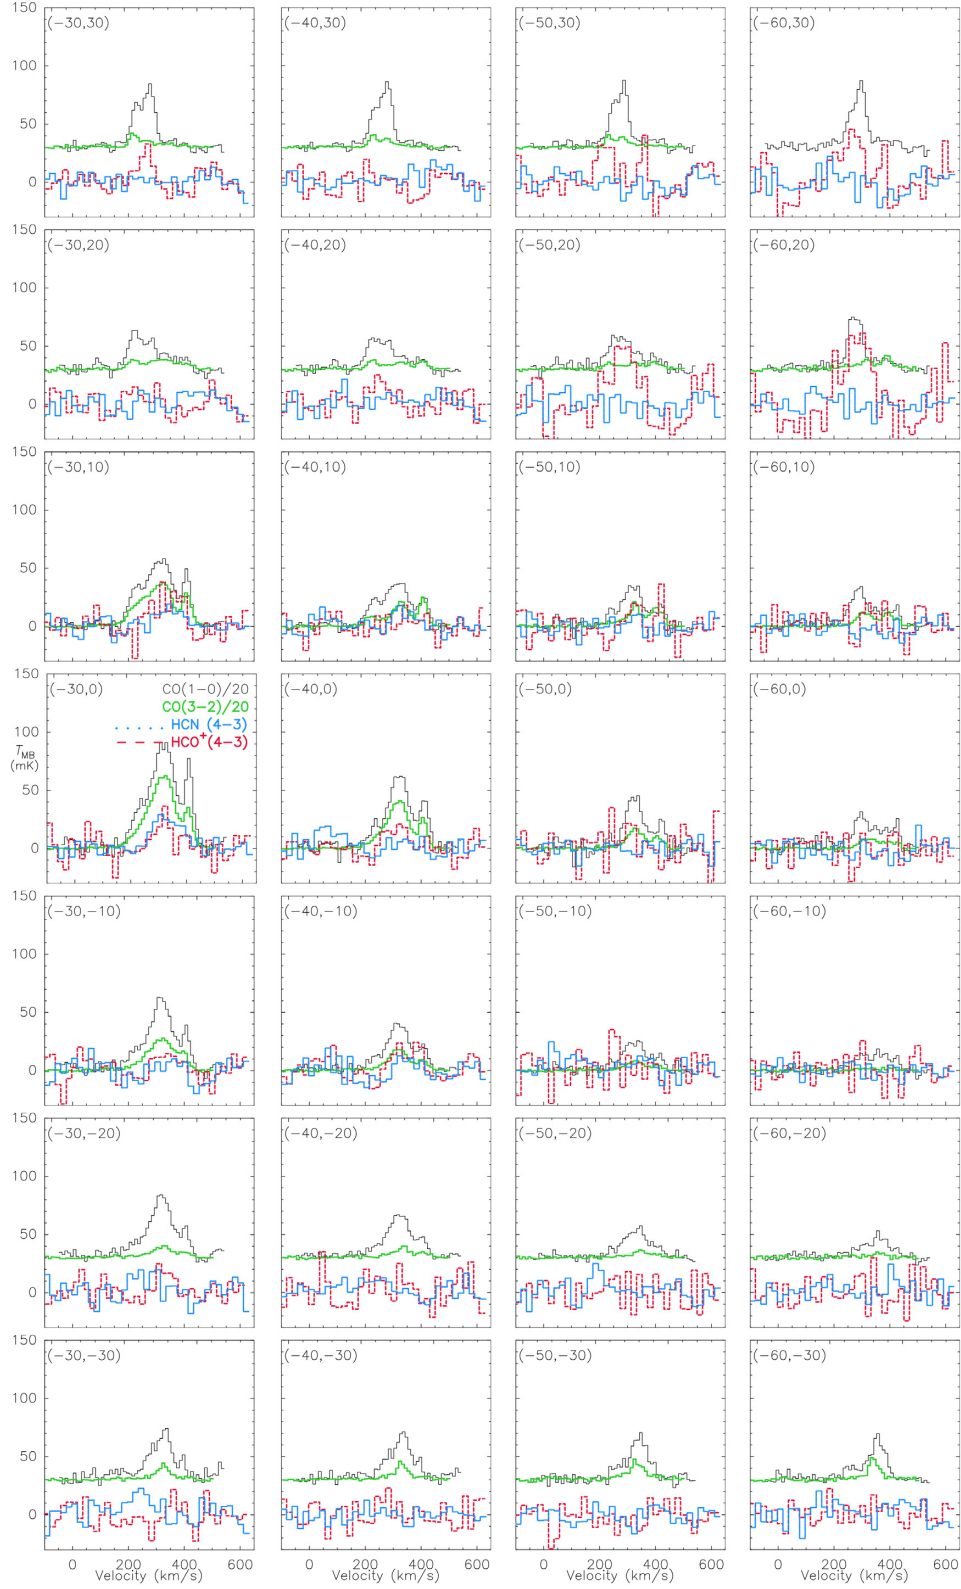 150
(−30,30) (−40,30) (−50,30) (−60,30)
100
50
0
150
(−30,20) (−40,20) (−50,20) (−60,20)
100
50
0
150
(−30,10) (−40,10) (−50,10) (−60,10)
100
50
0
150
(−30,0) CO(1−0)/20 (−40,0) (−50,0) (−60,0)
CO(3−2)/20
HCN (4−3)
HCO+(4−3)
100
TMB
(mK)
50
0
150
(−30,−10) (−40,−10) (−50,−10) (−60,−10)
100
50
0
150
(−30,−20) (−40,−20) (−50,−20) (−60,−20)
100
50
0
150
(−30,−30) (−40,−30) (−50,−30) (−60,−30)
100
50
0
0 200 400 600 0 200 400 600 0 200 400 600 0 200 400 600
Velocity (km/s) Velocity (km/s) Velocity (km/s) Velocity (km/s)